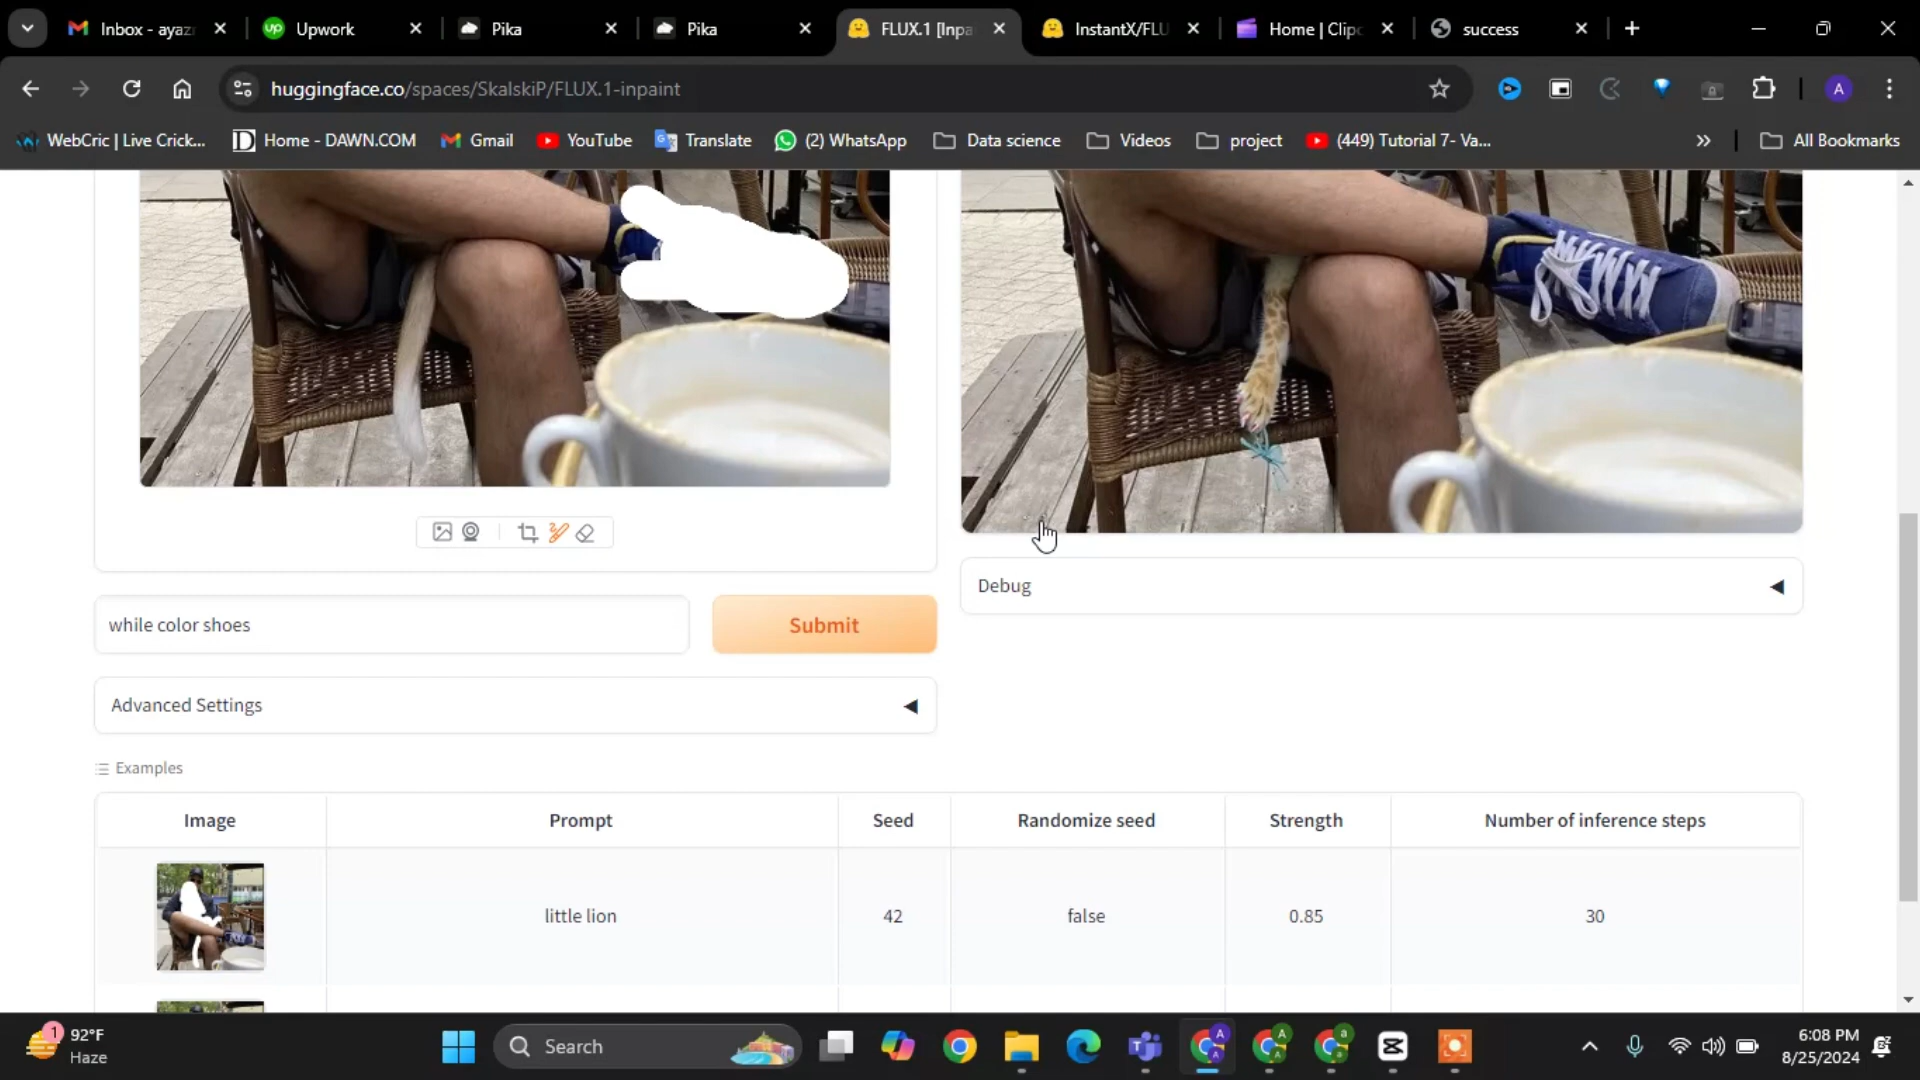 Inbox - ayaz
Upwork
Pika
Pika
FLUX.1 [Inpa
InstantX/FLU
Home | Clipc
success
huggingface.co/spaces/SkalskiP/FLUX.1-inpaint
A
WebCric | Live Crick...
Home - DAWN.COM
Gmail
YouTube
Translate
(2) WhatsApp
Data science
Videos
project
(449) Tutorial 7- Va...
All Bookmarks
Debug
while color shoes
Submit
Advanced Settings
Examples
Image Prompt Seed Randomize seed Strength Number of inference steps
little lion 42 false 0.85 30
1
92°F
Haze
Search
6:08 PM
8/25/2024